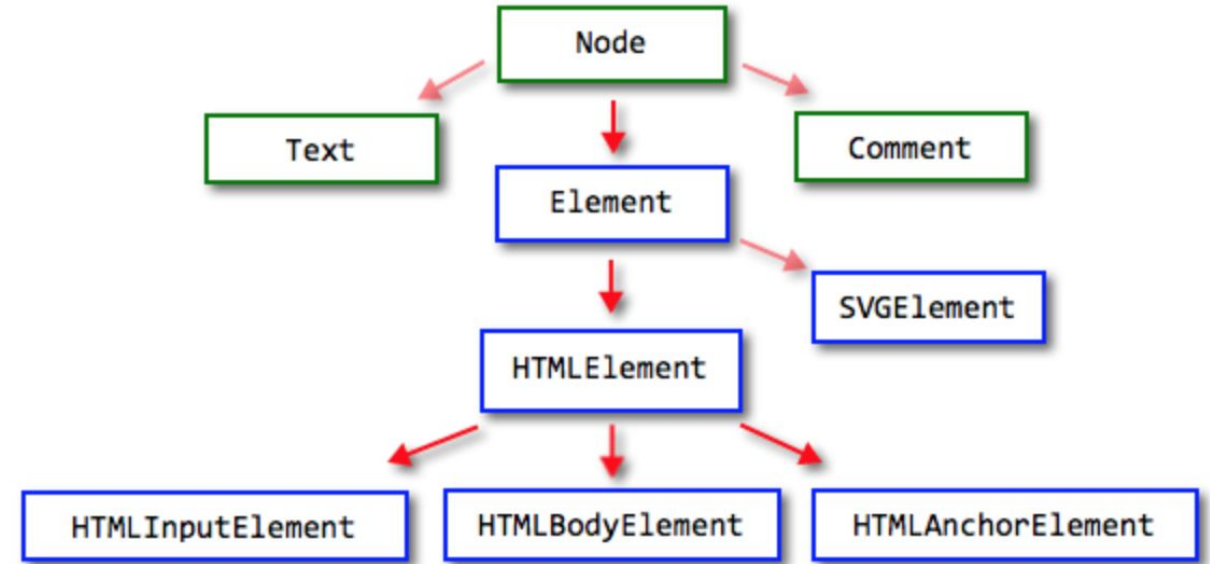 Node
Text
Comment
Element
SVGElement
HTMLElement
HTMLInputElement
HTMLBodyElement
HTMLAnchorElement